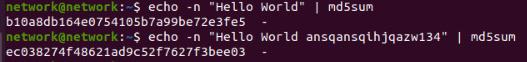 network@network:~$ echo -n "Hello World" | md5sum
b10a8db164e0754105b7a99be72e3fe5  -
network@network:~$ echo -n "Hello World ansqansqihjqazw134" | md5sum
ec038274f48621ad9c52f7627f3bee03  -